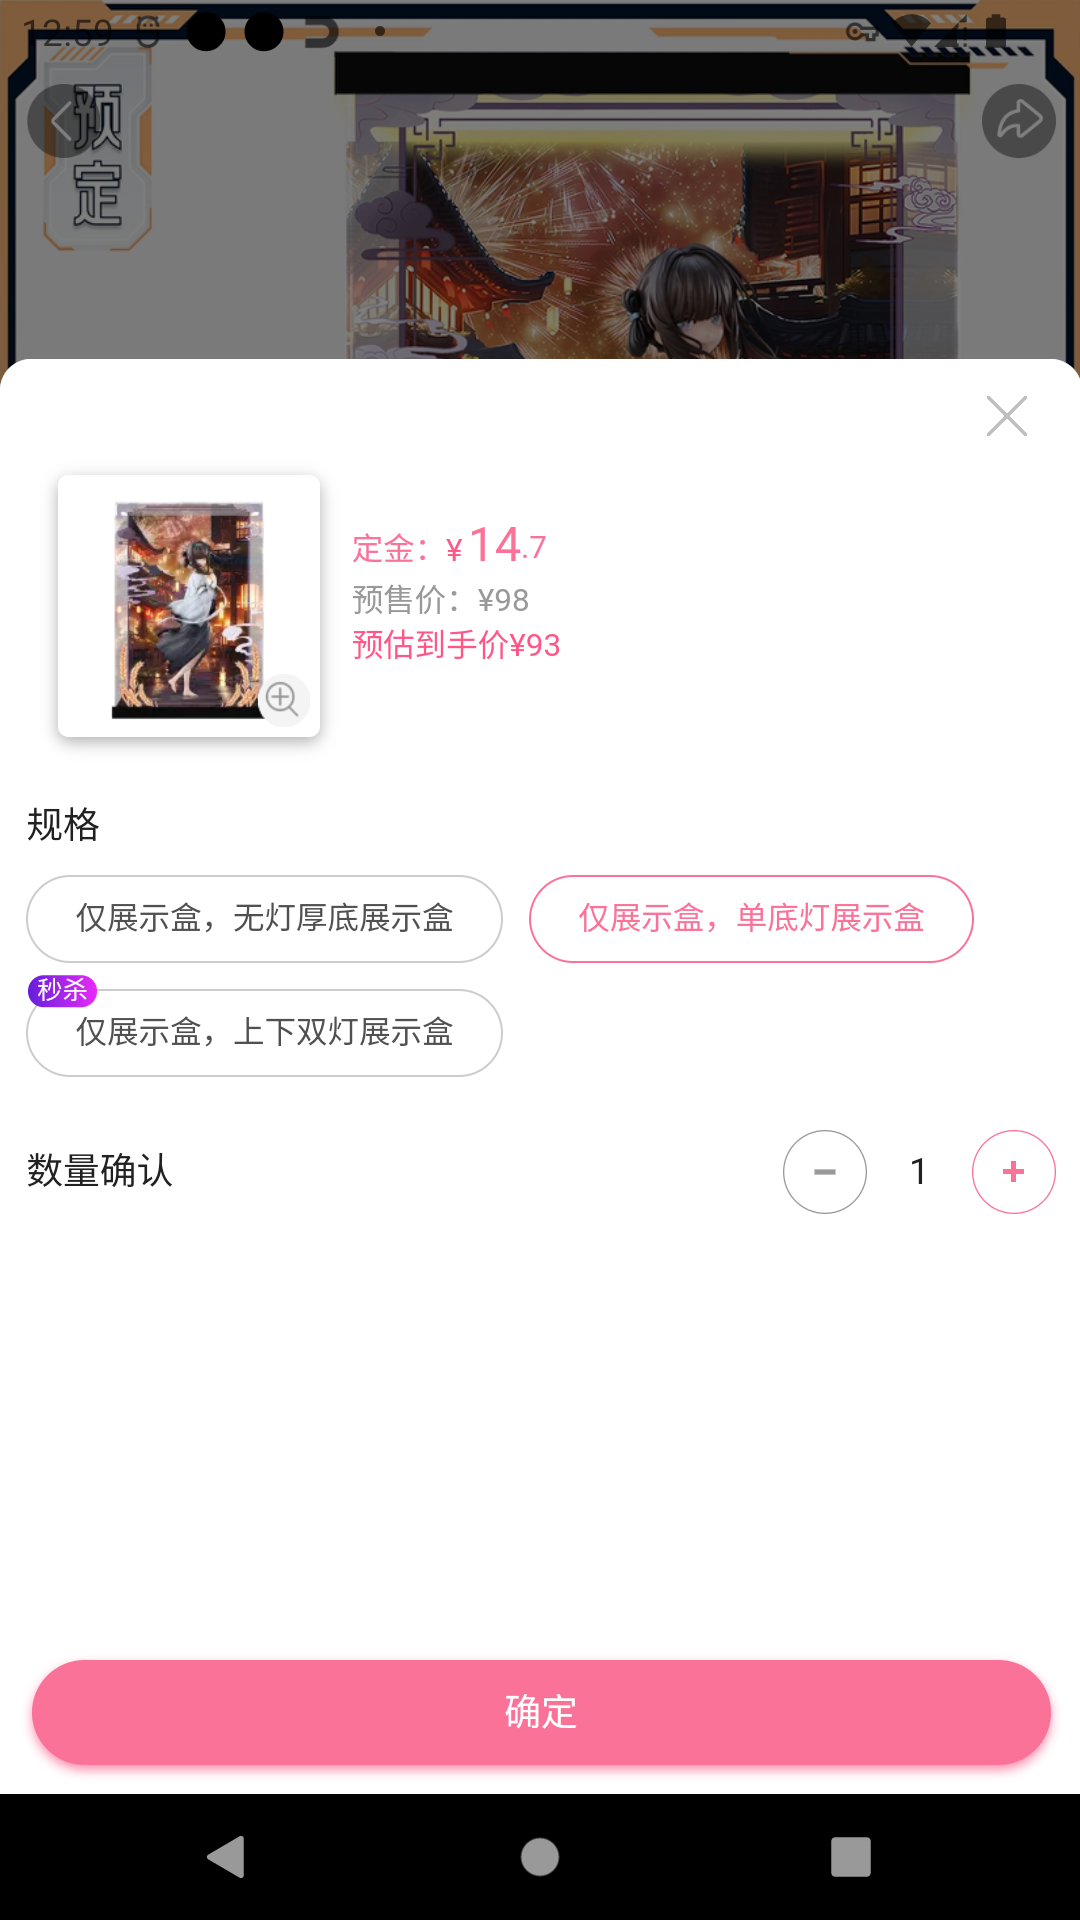 12:59
预定
定金：¥14.7
预售价：¥98
预估到手价¥93
规格
仅展示盒，无灯厚底展示盒
仅展示盒，单底灯展示盒
秒杀
仅展示盒，上下双灯展示盒
数量确认
1
确定